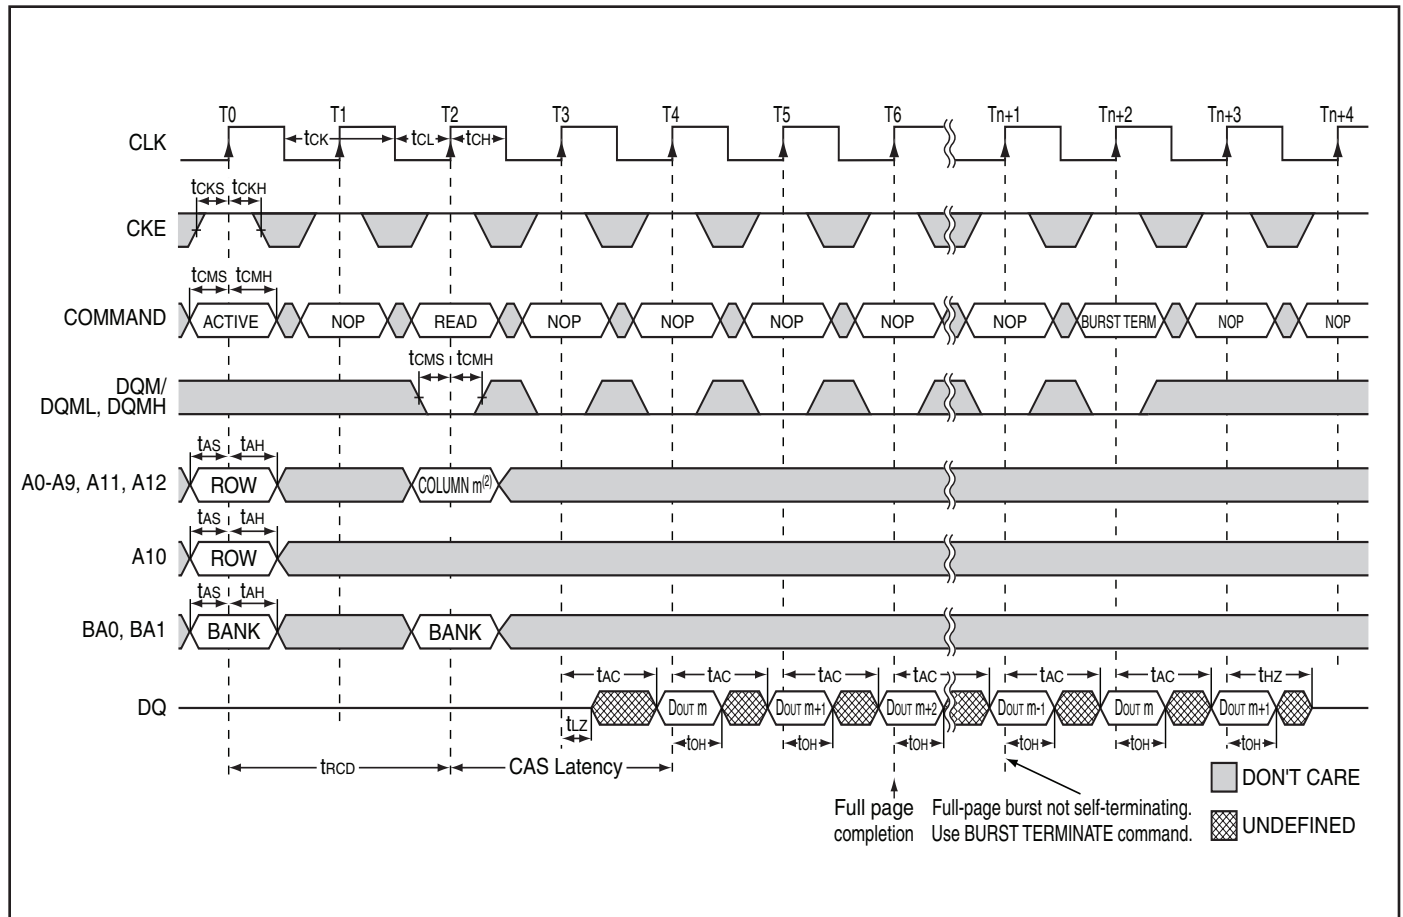 T0 T1 T2 T3 T4 T5 T6 Tn+1 Tn+2 Tn+3 Tn+4
CLK tCK tCL tCH
tCKS tCKH
CKE
tCMS tCMH
COMMAND ACTIVE NOP READ NOP NOP NOP NOP NOP BURST TERM NOP NOP
tCMS tCMH
DQM/
DQML, DQMH
tAS tAH
A0-A9, A11, A12 ROW COLUMN m(2)
tAS tAH
A10 ROW
tAS tAH
BA0, BA1 BANK BANK
tAC tAC tAC tAC tAC tAC tHZ
DQ DOUT m DOUT m+1 DOUT m+2 DOUT m-1 DOUT m DOUT m+1
tLZ tOH tOH tOH tOH tOH tOH
tRCD CAS Latency
DON'T CARE
UNDEFINED
Full page
completion
Full-page burst not self-terminating.
Use BURST TERMINATE command.